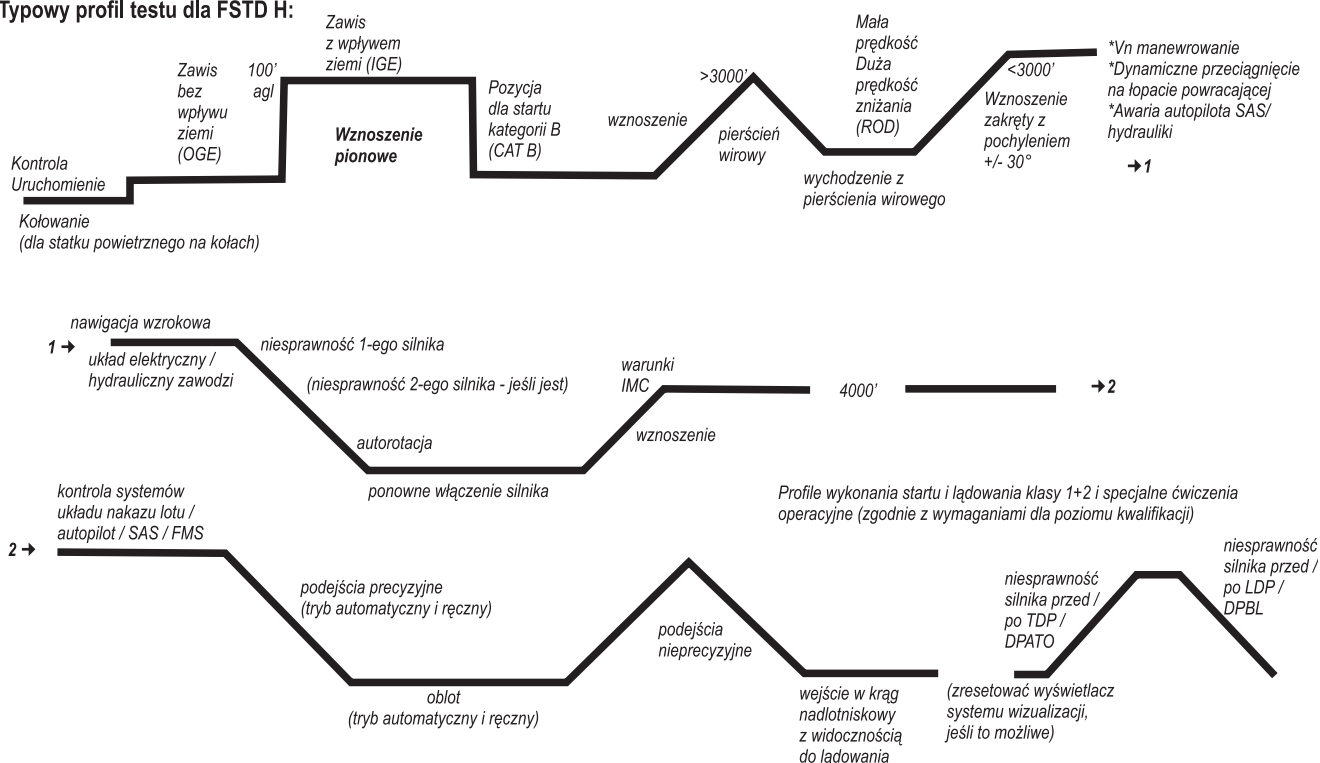 Typowy profil testu dla FSTD H:
Kontrola
Uruchomienie
Kołowanie
(dla statku powietrznego na kołach)
Zawis
bez
wpływu
ziemi
(OGE)
100’
agl
Zawis
z wpływem
ziemi (IGE)
Wznoszenie
pionowe
Pozycja
dla startu
kategorii B
(CAT B)
wznoszenie
>3000’
pierścień
wirowy
Mała
prędkość
Duża
prędkość
zniżania
(ROD)
wychodzenie z
pierścienia wirowego
<3000’
Wznoszenie
zakręty z
pochyleniem
+/- 30°
*Vn manewrowanie
*Dynamiczne przeciągnięcie
na łopacie powracającej
*Awaria autopilota SAS/
hydrauliki
➔1
1 ➔
nawigacja wzrokowa
układ elektryczny /
hydrauliczny zawodzi
niesprawność 1-ego silnika
(niesprawność 2-ego silnika - jeśli jest)
autorotacja
ponowne włączenie silnika
warunki
IMC
wznoszenie
4000’
➔2
2 ➔
kontrola systemów
układu nakazu lotu /
autopilot / SAS / FMS
podejścia precyzyjne
(tryb automatyczny i ręczny)
oblot
(tryb automatyczny i ręczny)
podejścia
nieprecyzyjne
wejście w krąg
nadlotniskowy
z widocznością
do ladowania
Profile wykonania startu i lądowania klasy 1+2 i specjalne ćwiczenia
operacyjne (zgodnie z wymaganiami dla poziomu kwalifikacji)
(zresetować wyświetlacz
systemu wizualizacji,
jeśli to możliwe)
niesprawność
silnika przed /
po TDP /
DPATO
niesprawność
silnika przed /
po LDP /
DPBL